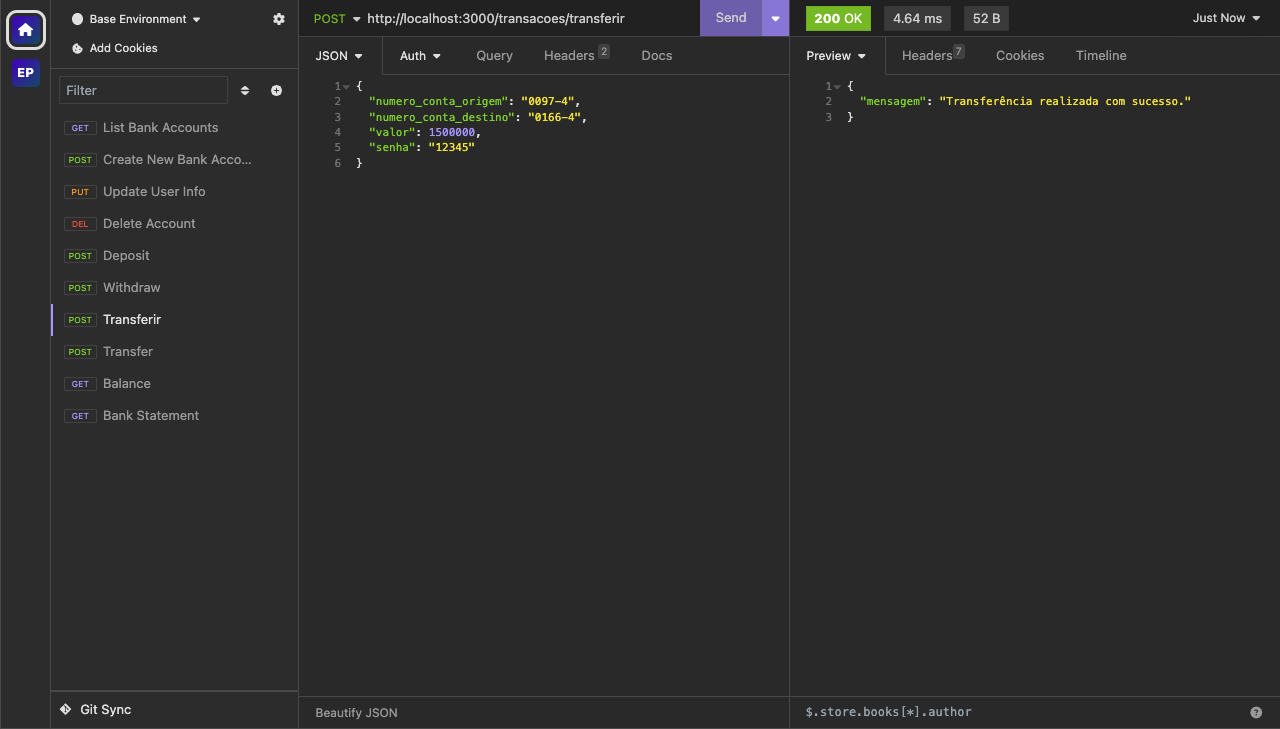 Base Environment
Add Cookies
EP
Filter
GET List Bank Accounts
POST Create New Bank Acco...
PUT Update User Info
DEL Delete Account
POST Deposit
POST Withdraw
POST Transferir
POST Transfer
GET Balance
GET Bank Statement
Git Sync
POST http://localhost:3000/transacoes/transferir Send
JSON Auth Query Headers 2 Docs
1 {
2 "numero_conta_origem": "0097-4",
3 "numero_conta_destino": "0166-4",
4 "valor": 1500000,
5 "senha": "12345"
6 }
Beautify JSON
200 OK 4.64 ms 52 B Just Now
Preview Headers 7 Cookies Timeline
1 {
2 "mensagem": "Transferência realizada com sucesso."
3 }
$.store.books[*].author
?